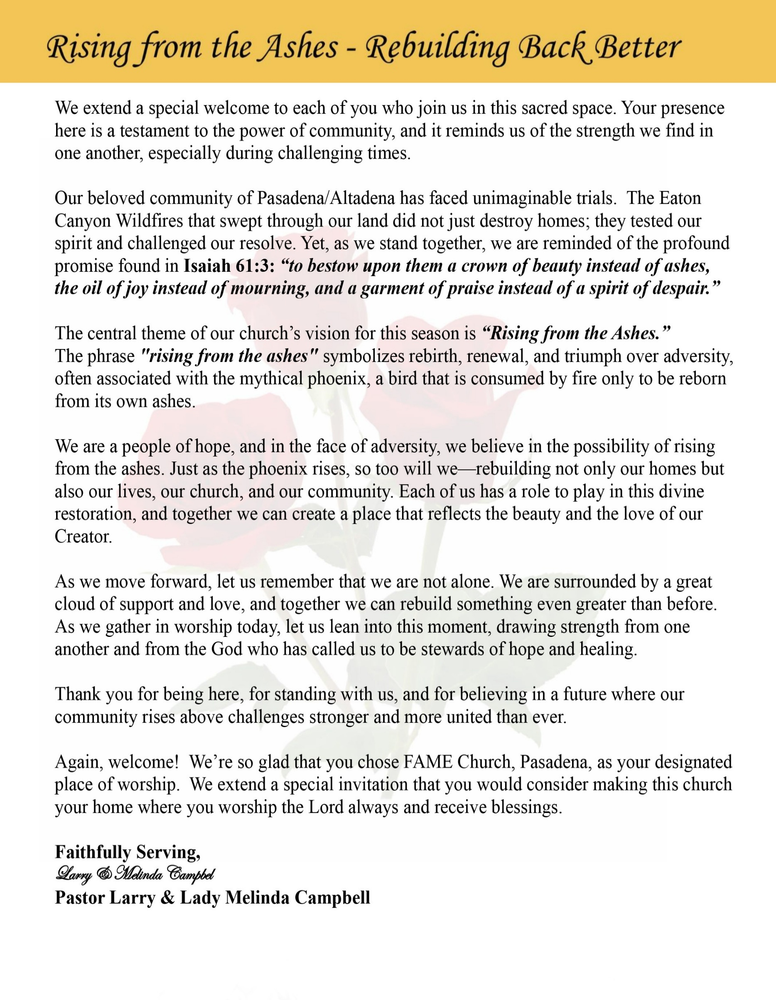 Rising from the Ashes - Rebuilding Back Better
We extend a special welcome to each of you who join us in this sacred space. Your presence
here is a testament to the power of community, and it reminds us of the strength we find in
one another, especially during challenging times.
Our beloved community of Pasadena/Altadena has faced unimaginable trials.  The Eaton
Canyon Wildfires that swept through our land did not just destroy homes; they tested our
spirit and challenged our resolve. Yet, as we stand together, we are reminded of the profound
promise found in Isaiah 61:3: “to bestow upon them a crown of beauty instead of ashes,
the oil of joy instead of mourning, and a garment of praise instead of a spirit of despair.”
The central theme of our church’s vision for this season is “Rising from the Ashes.”
The phrase "rising from the ashes" symbolizes rebirth, renewal, and triumph over adversity,
often associated with the mythical phoenix, a bird that is consumed by fire only to be reborn
from its own ashes.
We are a people of hope, and in the face of adversity, we believe in the possibility of rising
from the ashes. Just as the phoenix rises, so too will we—rebuilding not only our homes but
also our lives, our church, and our community. Each of us has a role to play in this divine
restoration, and together we can create a place that reflects the beauty and the love of our
Creator.
As we move forward, let us remember that we are not alone. We are surrounded by a great
cloud of support and love, and together we can rebuild something even greater than before.
As we gather in worship today, let us lean into this moment, drawing strength from one
another and from the God who has called us to be stewards of hope and healing.
Thank you for being here, for standing with us, and for believing in a future where our
community rises above challenges stronger and more united than ever.
Again, welcome!  We’re so glad that you chose FAME Church, Pasadena, as your designated
place of worship.  We extend a special invitation that you would consider making this church
your home where you worship the Lord always and receive blessings.
Faithfully Serving,
Larry & Melinda Campbel
Pastor Larry & Lady Melinda Campbell